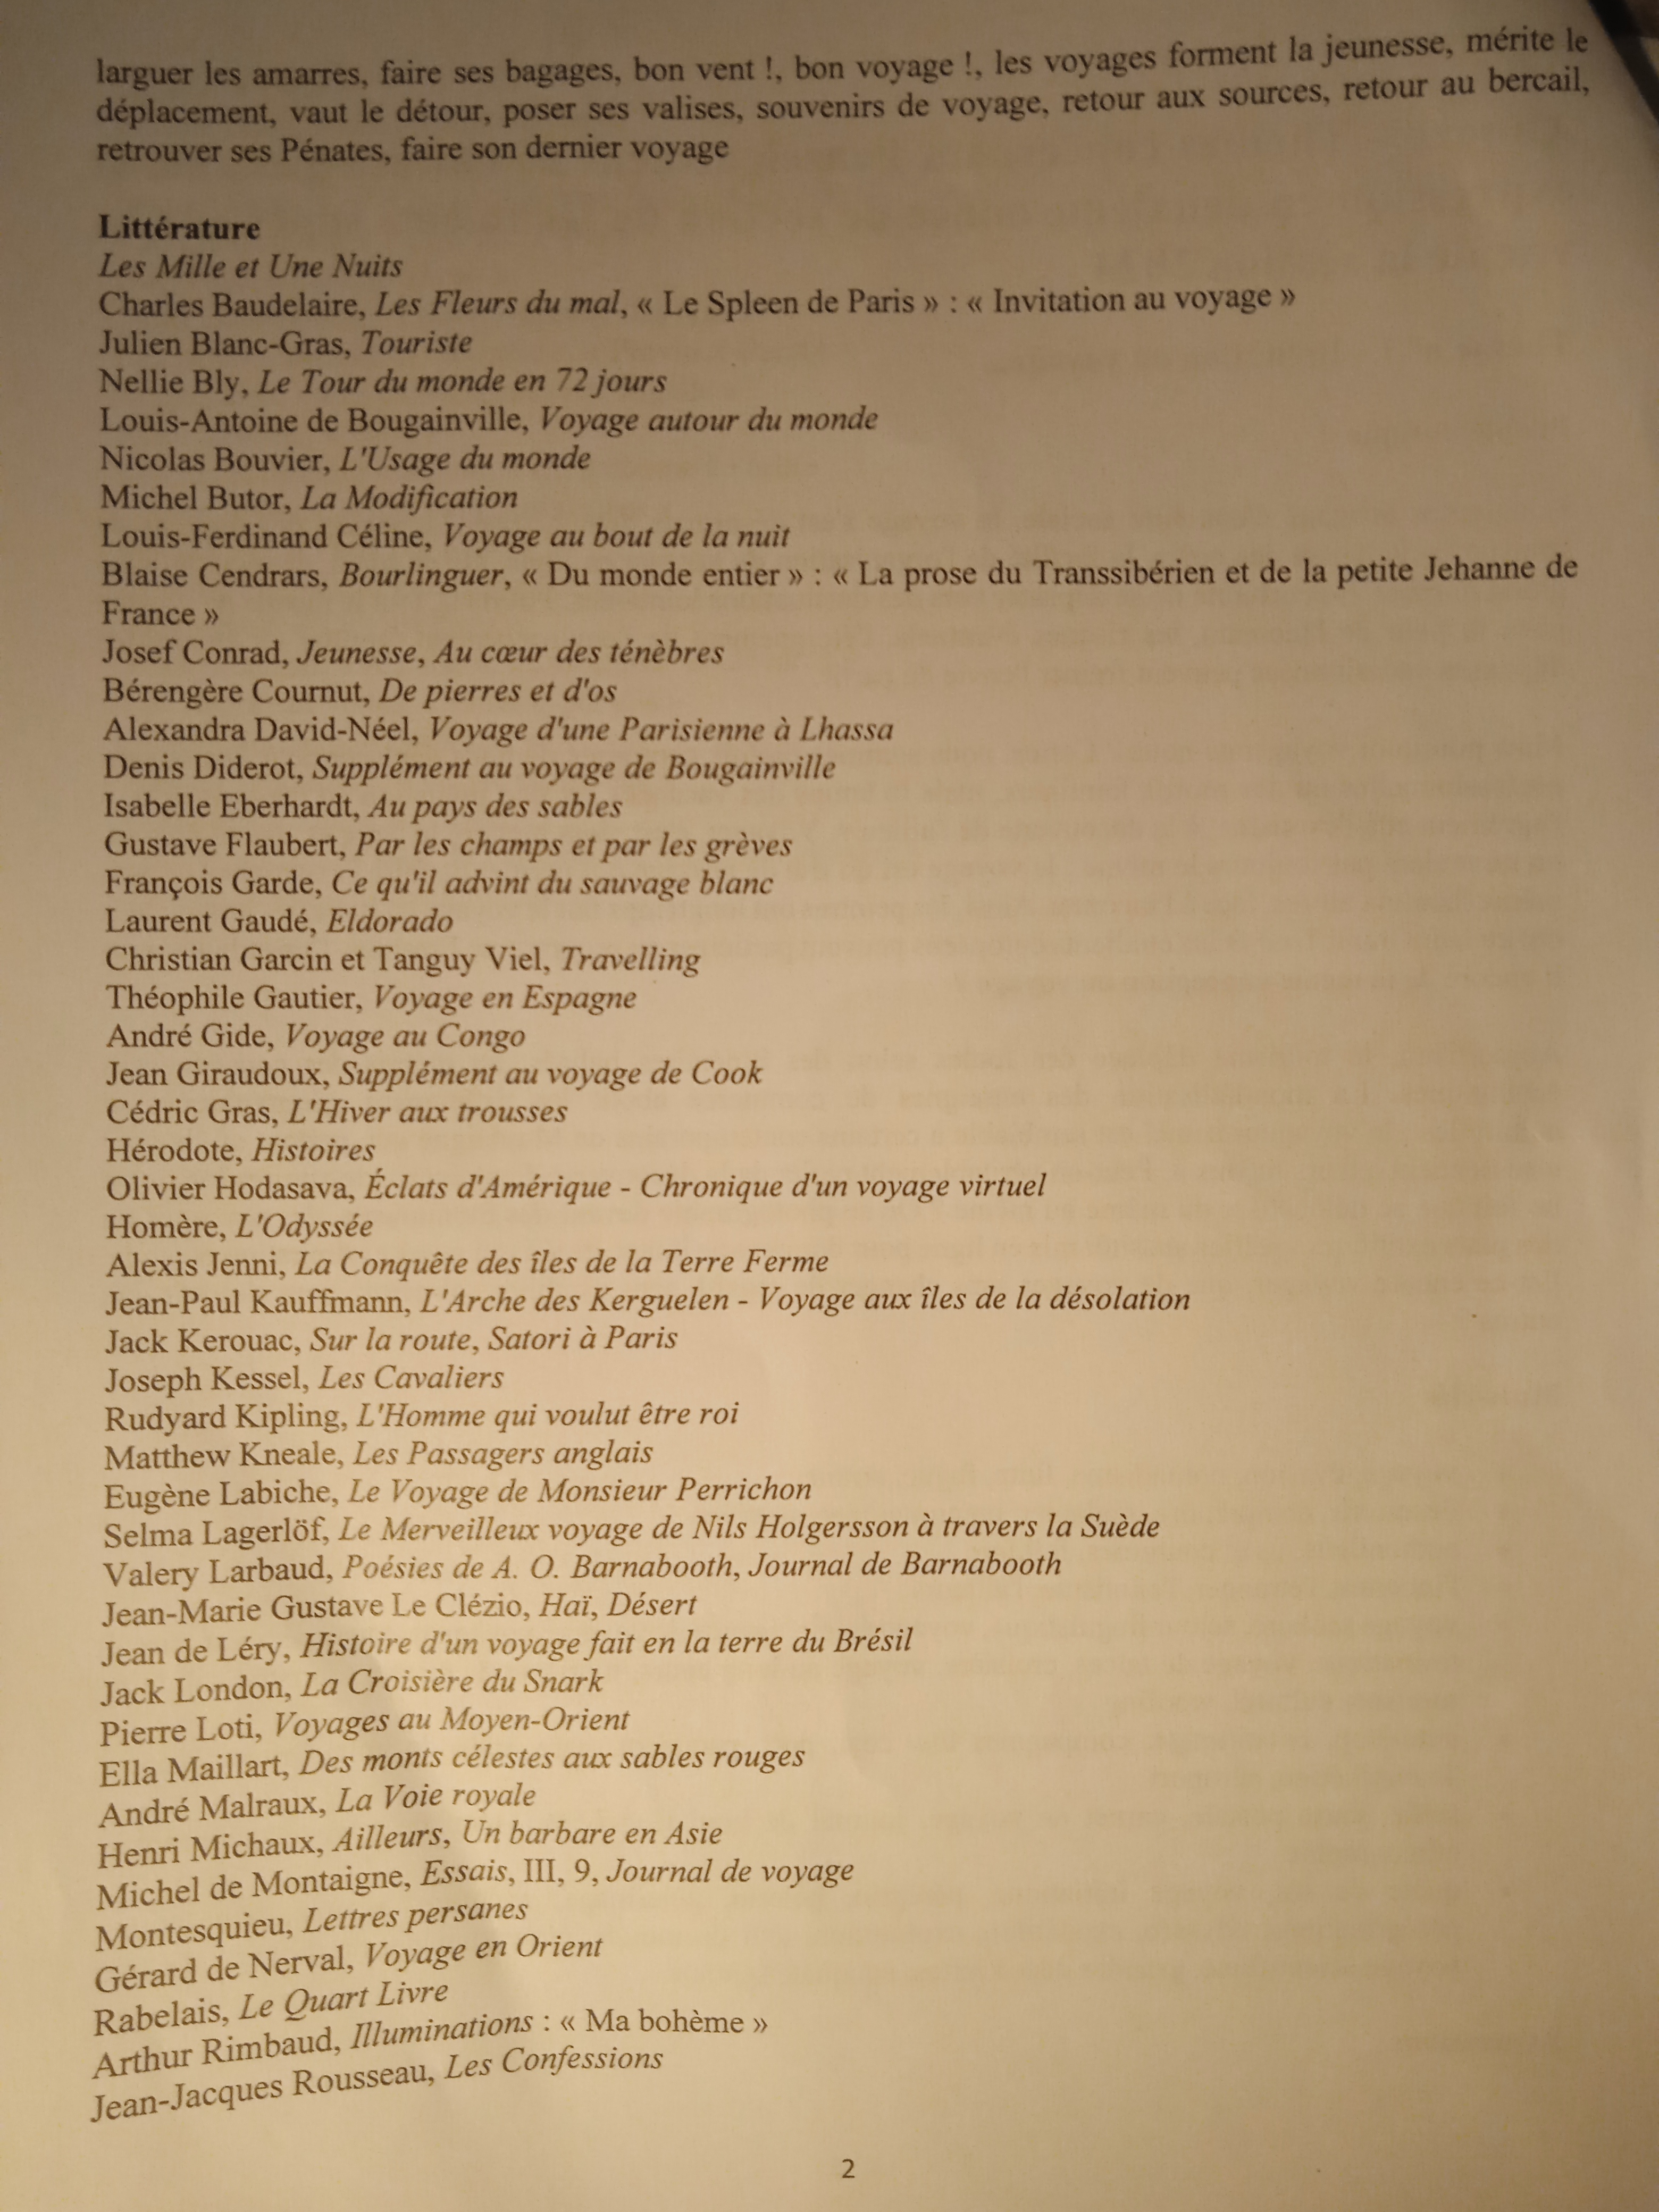 larguer les amarres, faire ses bagages, bon vent !, bon voyage !, les voyages forment la jeunesse, mérite le
déplacement, vaut le détour, poser ses valises, souvenirs de voyage, retour aux sources, retour au bercail,
retrouver ses Pénates, faire son dernier voyage
Littérature
Les Mille et Une Nuits
Charles Baudelaire, Les Fleurs du mal, « Le Spleen de Paris » : « Invitation au voyage »
Julien Blanc-Gras, Touriste
Nellie Bly, Le Tour du monde en 72 jours
Louis-Antoine de Bougainville, Voyage autour du monde
Nicolas Bouvier, L'Usage du monde
Michel Butor, La Modification
Louis-Ferdinand Céline, Voyage au bout de la nuit
Blaise Cendrars, Bourlinguer, « Du monde entier » : « La prose du Transsibérien et de la petite Jehanne de
France »
Josef Conrad, Jeunesse, Au cœur des ténèbres
Bérengère Cournut, De pierres et d'os
Alexandra David-Néel, Voyage d'une Parisienne à Lhassa
Denis Diderot, Supplément au voyage de Bougainville
Isabelle Eberhardt, Au pays des sables
Gustave Flaubert, Par les champs et par les grèves
François Garde, Ce qu'il advint du sauvage blanc
Laurent Gaudé, Eldorado
Christian Garcin et Tanguy Viel, Travelling
Théophile Gautier, Voyage en Espagne
André Gide, Voyage au Congo
Jean Giraudoux, Supplément au voyage de Cook
Cédric Gras, L'Hiver aux trousses
Hérodote, Histoires
Olivier Hodasava, Éclats d'Amérique - Chronique d'un voyage virtuel
Homère, L'Odyssée
Alexis Jenni, La Conquête des îles de la Terre Ferme
Jean-Paul Kauffmann, L'Arche des Kerguelen - Voyage aux îles de la désolation
Jack Kerouac, Sur la route, Satori à Paris
Joseph Kessel, Les Cavaliers
Rudyard Kipling, L'Homme qui voulut être roi
Matthew Kneale, Les Passagers anglais
Eugène Labiche, Le Voyage de Monsieur Perrichon
Selma Lagerlöf, Le Merveilleux voyage de Nils Holgersson à travers la Suède
Valery Larbaud, Poésies de A. O. Barnabooth, Journal de Barnabooth
Jean-Marie Gustave Le Clézio, Haï, Désert
Jean de Léry, Histoire d'un voyage fait en la terre du Brésil
Jack London, La Croisière du Snark
Pierre Loti, Voyages au Moyen-Orient
Ella Maillart, Des monts célestes aux sables rouges
André Malraux, La Voie royale
Henri Michaux, Ailleurs, Un barbare en Asie
Michel de Montaigne, Essais, III, 9, Journal de voyage
Montesquieu, Lettres persanes
Gérard de Nerval, Voyage en Orient
Rabelais, Le Quart Livre
Arthur Rimbaud, Illuminations : « Ma bohème »
Jean-Jacques Rousseau, Les Confessions
2